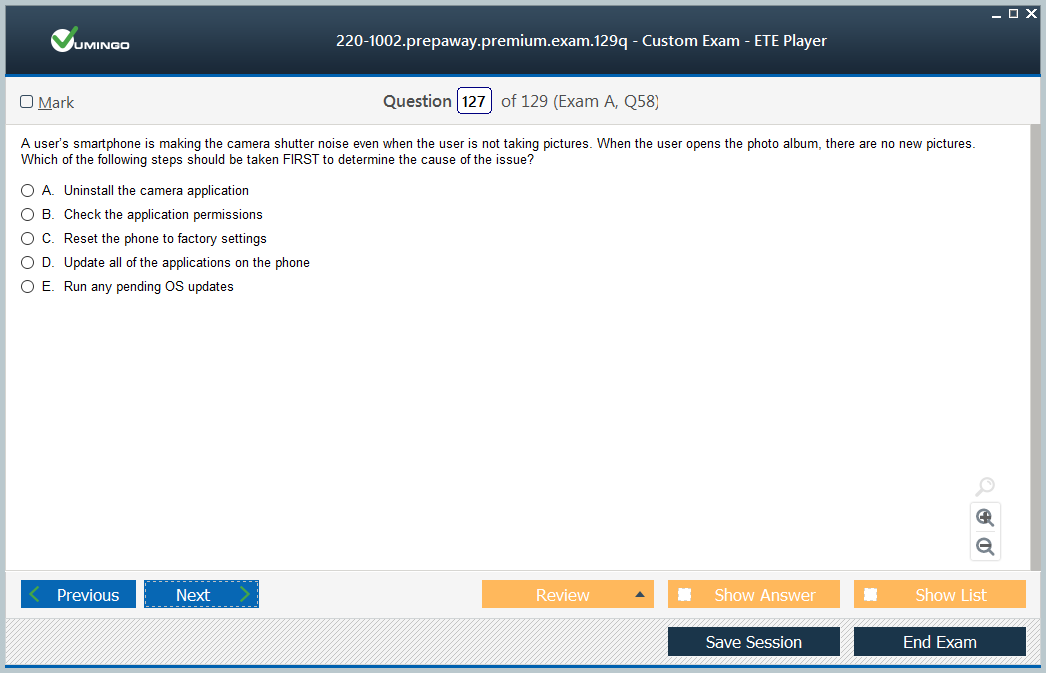 VUMINGO
220-1002.prepaway.premium.exam.129q - Custom Exam - ETE Player
Mark
Question 127 of 129 (Exam A, Q58)
A user's smartphone is making the camera shutter noise even when the user is not taking pictures. When the user opens the photo album, there are no new pictures.
Which of the following steps should be taken FIRST to determine the cause of the issue?
A. Uninstall the camera application
B. Check the application permissions
C. Reset the phone to factory settings
D. Update all of the applications on the phone
E. Run any pending OS updates
Previous Next Review Show Answer Show List
Save Session End Exam